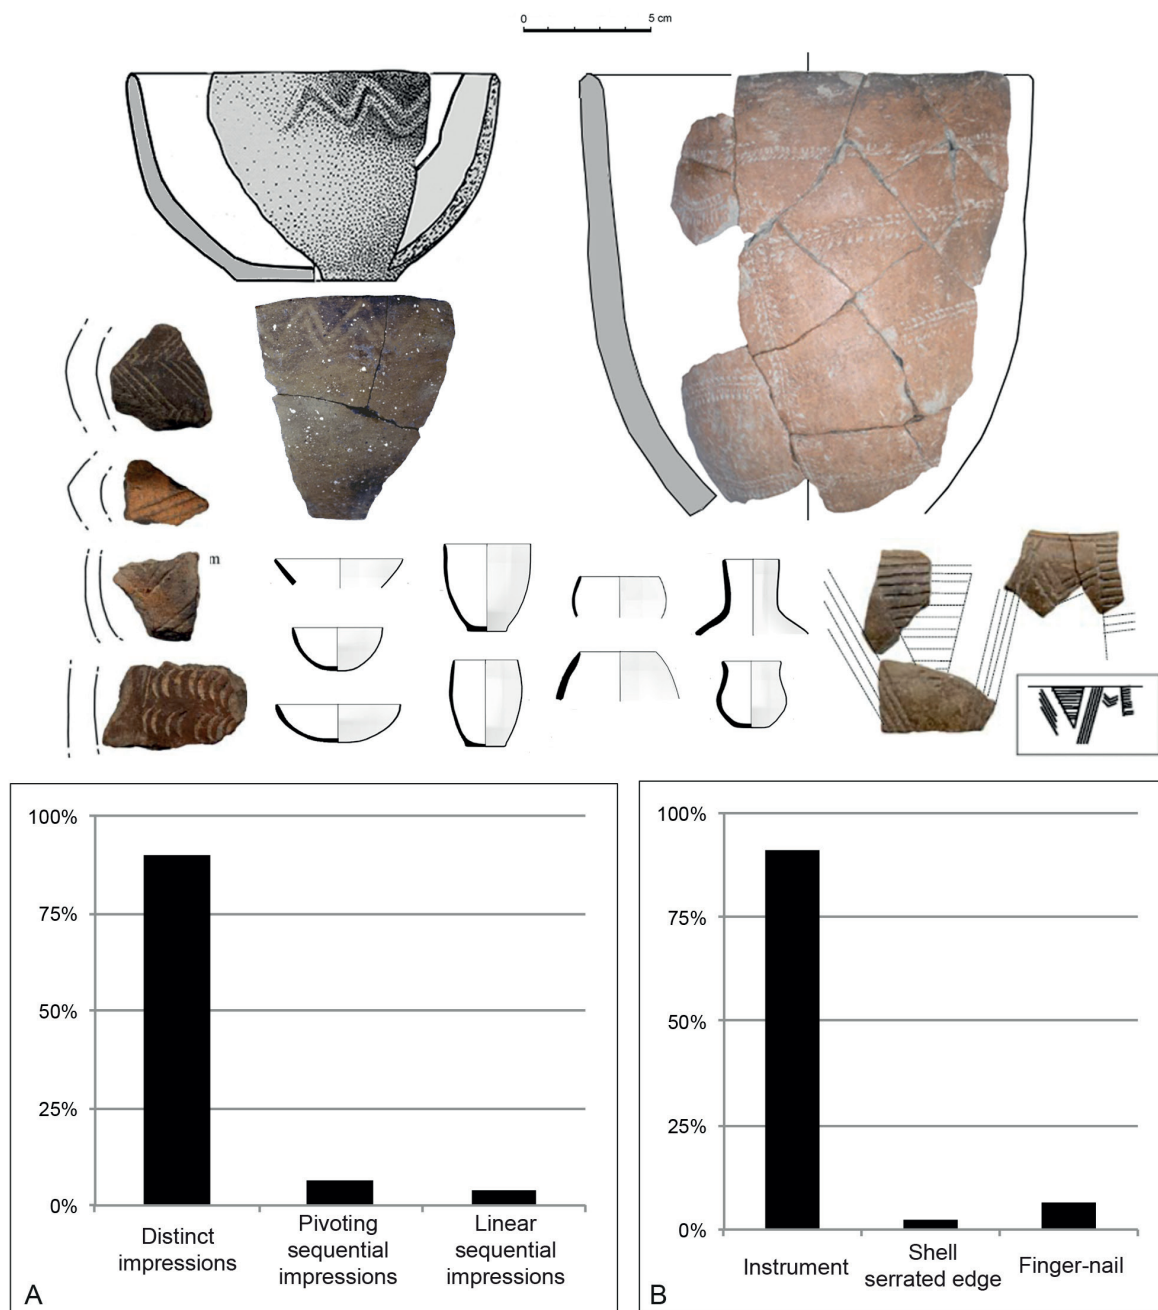 0 5 cm
m
100%
75%
50%
25%
0%
Distinct
impressions
Pivoting
sequential
impressions
Linear
sequential
impressions
A
100%
75%
50%
25%
0%
Instrument
Shell
serrated edge
Finger-nail
B